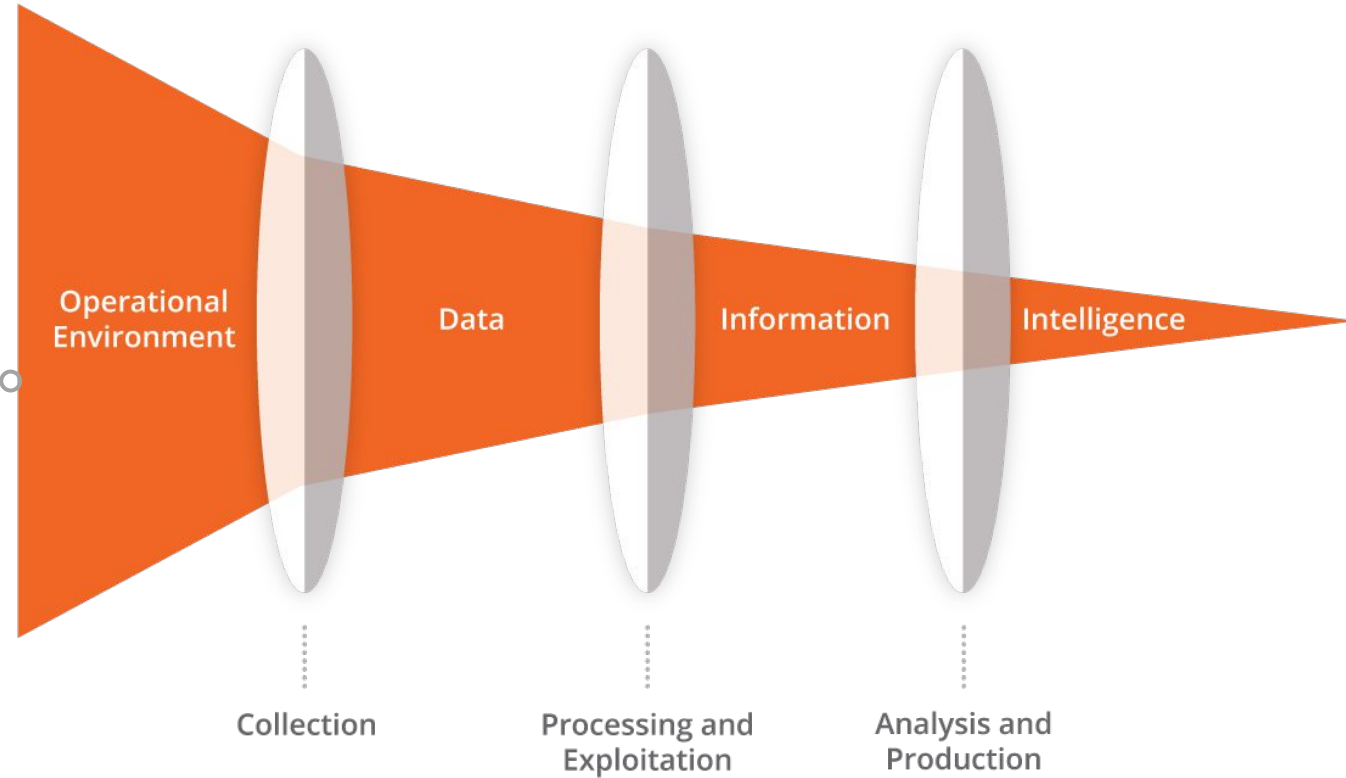 Operational
Environment
Data
Information
Intelligence
Collection
Processing and
Exploitation
Analysis and
Production